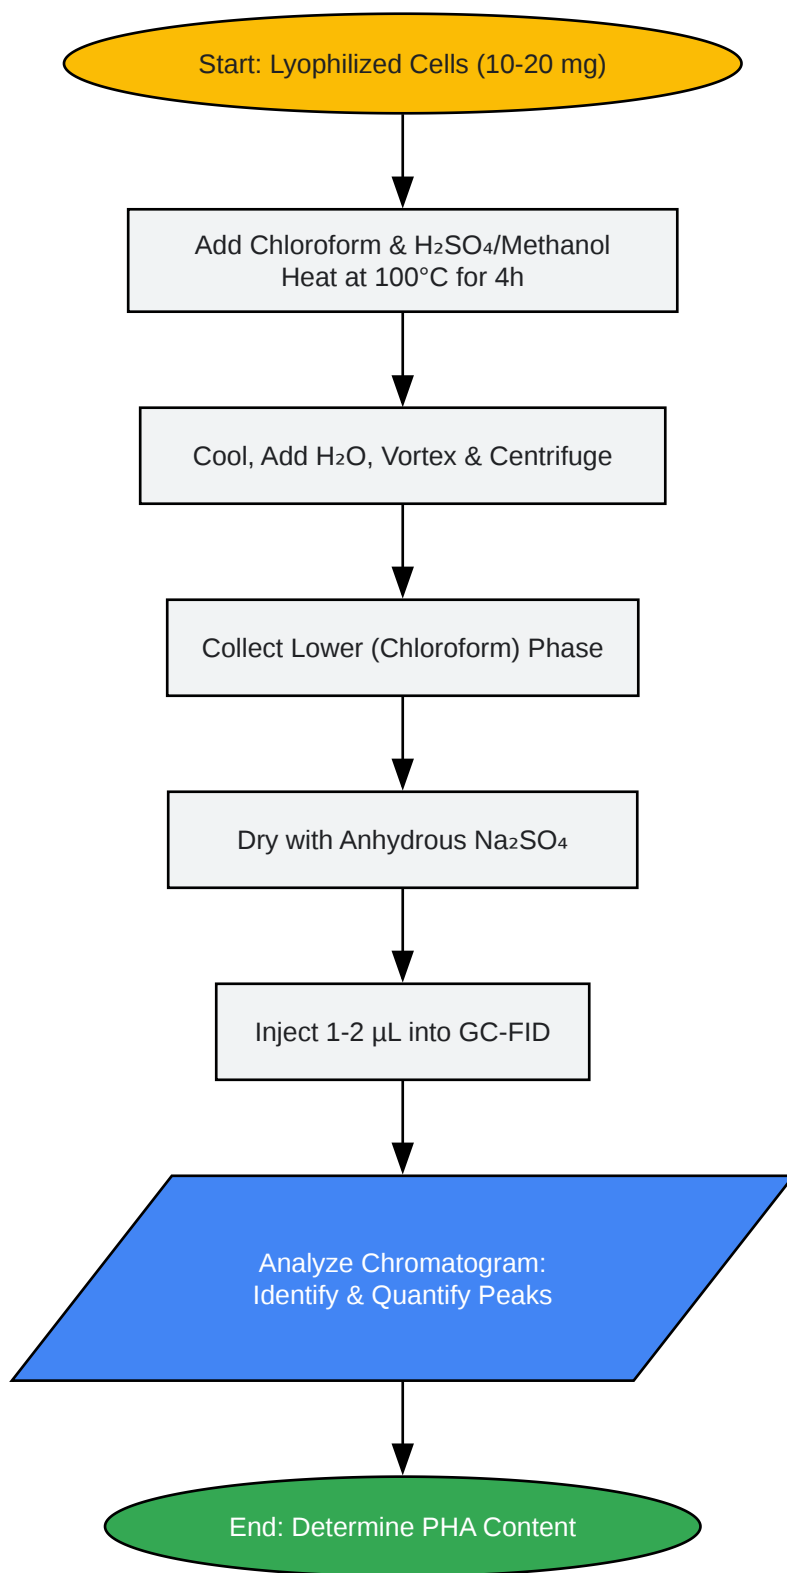 Start: Lyophilized Cells (10-20 mg)
Add Chloroform & H₂SO₄/Methanol
Heat at 100°C for 4h
Cool, Add H₂O, Vortex & Centrifuge
Collect Lower (Chloroform) Phase
Dry with Anhydrous Na₂SO₄
Inject 1-2 µL into GC-FID
Analyze Chromatogram:
Identify & Quantify Peaks
End: Determine PHA Content